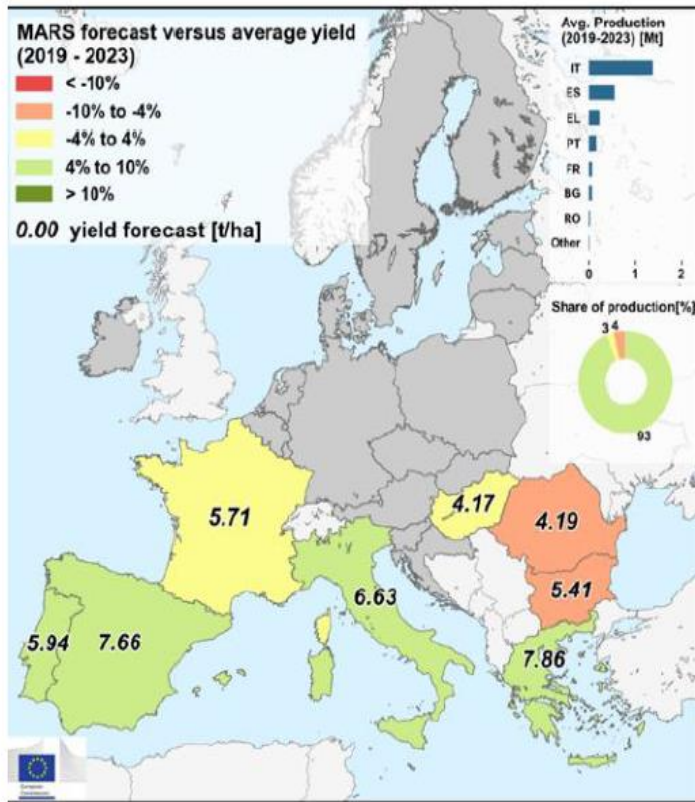 MARS forecast versus average yield
(2019 - 2023)
< -10%
-10% to -4%
-4% to 4%
4% to 10%
> 10%
0.00 yield forecast [t/ha]
Avg. Production
(2019-2023) [Mt]
IT
ES
EL
PT
FR
BG
RO
Other
0 1 2
Share of production[%]
3 4
93
5.71
4.17
4.19
5.41
6.63
5.94
7.66
7.86
European
Commission